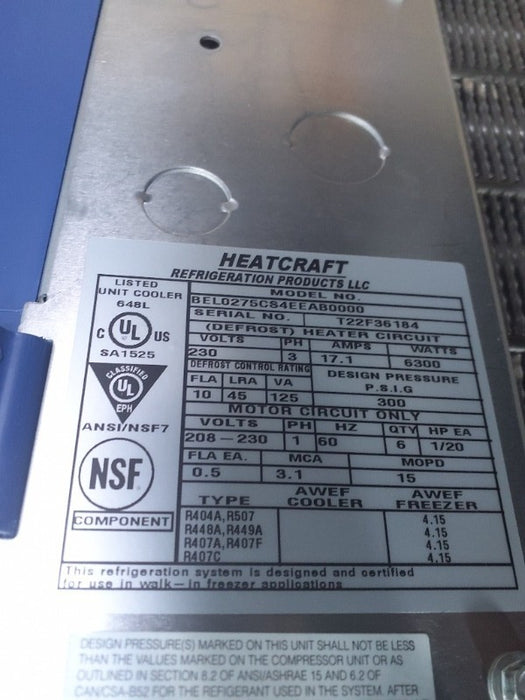 HEATCRAFT
REFRIGERATION PRODUCTS LLC
LISTED
UNIT COOLER
648L
C UL US
SA1525
CLASSIFIED
UL
EPH
ANSI/NSF7
NSF
COMPONENT
MODEL NO.
BEL0275CS4EEAB0000
SERIAL NO. T22F36184
(DEFROST) HEATER CIRCUIT
VOLTS PH AMPS WATTS
230 3 17.1 6300
DEFROST CONTROL RATING DESIGN PRESSURE
FLA LRA VA P.S.I.G
10 45 125 300
MOTOR CIRCUIT ONLY
VOLTS PH HZ QTY HP EA
208-230 1 60 6 1/20
FLA EA. MCA MOPD
0.5 3.1 15
TYPE AWEF COOLER AWEF FREEZER
R404A, R507 4.15
R448A, R449A 4.15
R407A, R407F 4.15
R407C 4.15
This refrigeration system is designed and certified
for use in walk-in freezer applications
DESIGN PRESSURE(S) MARKED ON THIS UNIT SHALL NOT BE LESS
THAN THE VALUES MARKED ON THE COMPRESSOR UNIT OR AS
OUTLINED IN SECTION 8.2 OF ANSI/ASHRAE 15 AND 6.2 OF
CAN/CSA-B52 FOR THE REFRIGERANT USED IN THE SYSTEM. AFTER